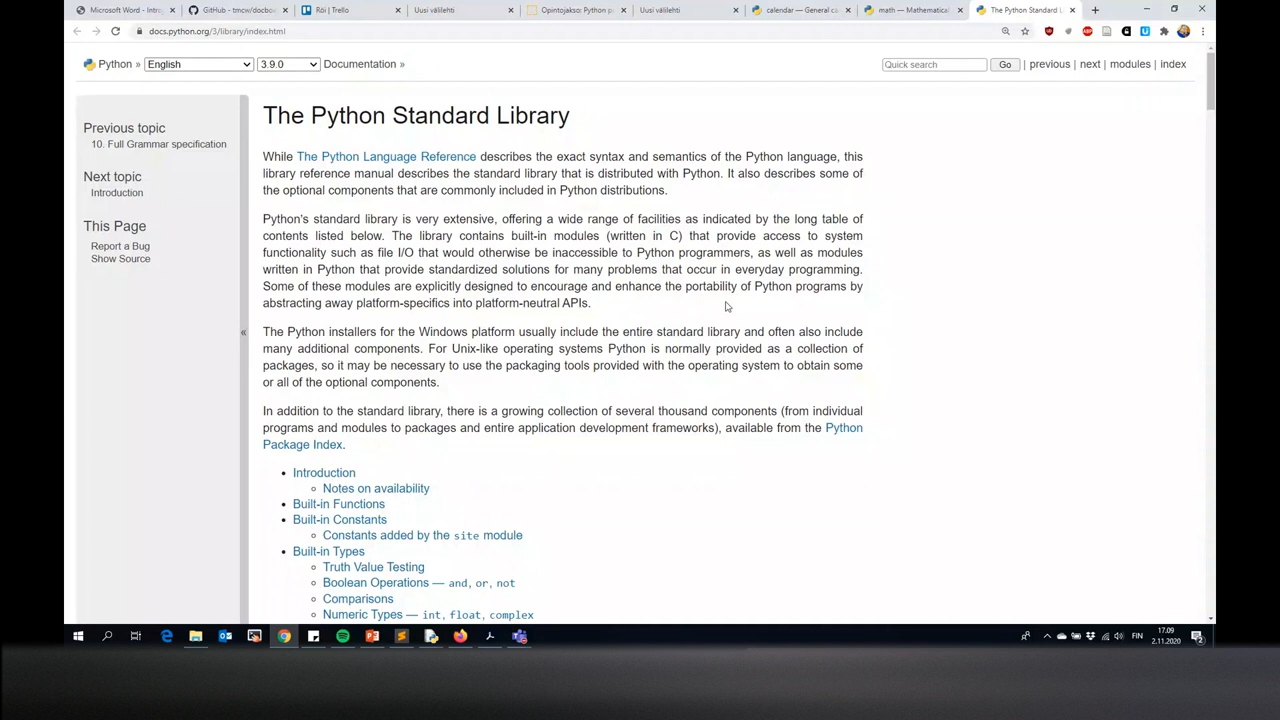 Microsoft Word - Intro
GitHub - tmcw/docbo
Röi | Trello
Uusi välilehti
Opintojakso: Python p
Uusi välilehti
calendar — General ca
math — Mathematical
The Python Standard L
docs.python.org/3/library/index.html
Python » English 3.9.0 Documentation » Quick search Go | previous | next | modules | index
Previous topic
10. Full Grammar specification
Next topic
Introduction
This Page
Report a Bug
Show Source
«
The Python Standard Library
While The Python Language Reference describes the exact syntax and semantics of the Python language, this
library reference manual describes the standard library that is distributed with Python. It also describes some of
the optional components that are commonly included in Python distributions.
Python's standard library is very extensive, offering a wide range of facilities as indicated by the long table of
contents listed below. The library contains built-in modules (written in C) that provide access to system
functionality such as file I/O that would otherwise be inaccessible to Python programmers, as well as modules
written in Python that provide standardized solutions for many problems that occur in everyday programming.
Some of these modules are explicitly designed to encourage and enhance the portability of Python programs by
abstracting away platform-specifics into platform-neutral APIs.
The Python installers for the Windows platform usually include the entire standard library and often also include
many additional components. For Unix-like operating systems Python is normally provided as a collection of
packages, so it may be necessary to use the packaging tools provided with the operating system to obtain some
or all of the optional components.
In addition to the standard library, there is a growing collection of several thousand components (from individual
programs and modules to packages and entire application development frameworks), available from the Python
Package Index.
Introduction
Notes on availability
Built-in Functions
Built-in Constants
Constants added by the site module
Built-in Types
Truth Value Testing
Boolean Operations — and, or, not
Comparisons
Numeric Types — int, float, complex
FIN
17.09
2.11.2020